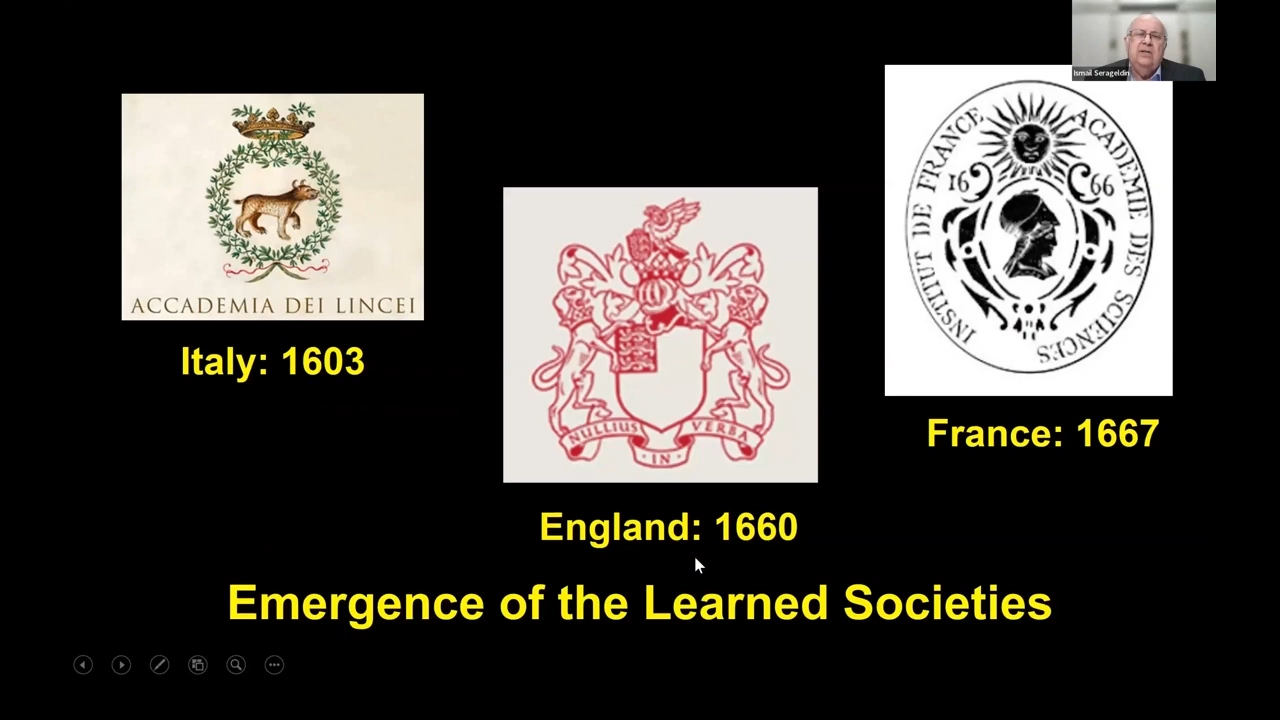 Ismail Serageldin
ACCADEMIA DEI LINCEI
Italy: 1603
NULLIUS IN VERBA
England: 1660
INSTITUT DE FRANCE ACADEMIE DES SCIENCES
16 66
France: 1667
Emergence of the Learned Societies